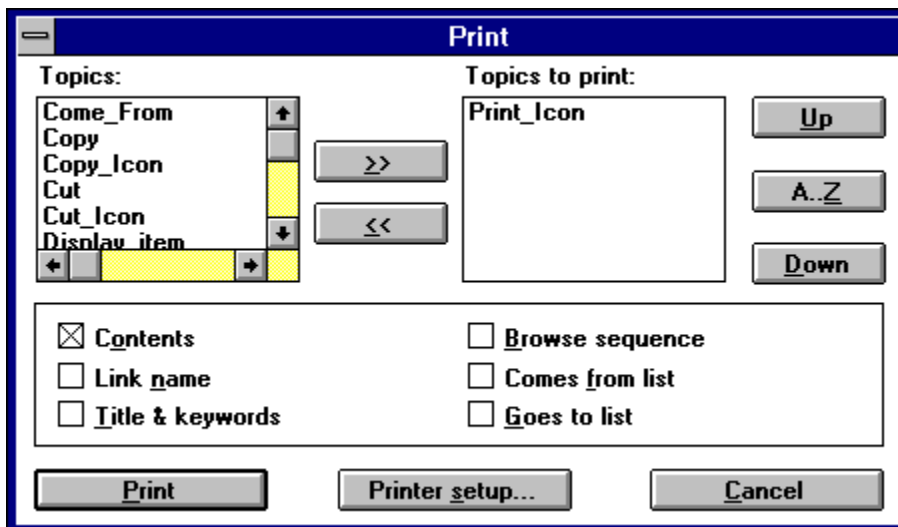 Print
Topics:
Come_From
Copy
Copy_Icon
Cut
Cut_Icon
Display_item
>>
<<
Topics to print:
Print_Icon
Up
A..Z
Down
Contents
Link name
Title & keywords
Browse sequence
Comes from list
Goes to list
Print
Printer setup...
Cancel